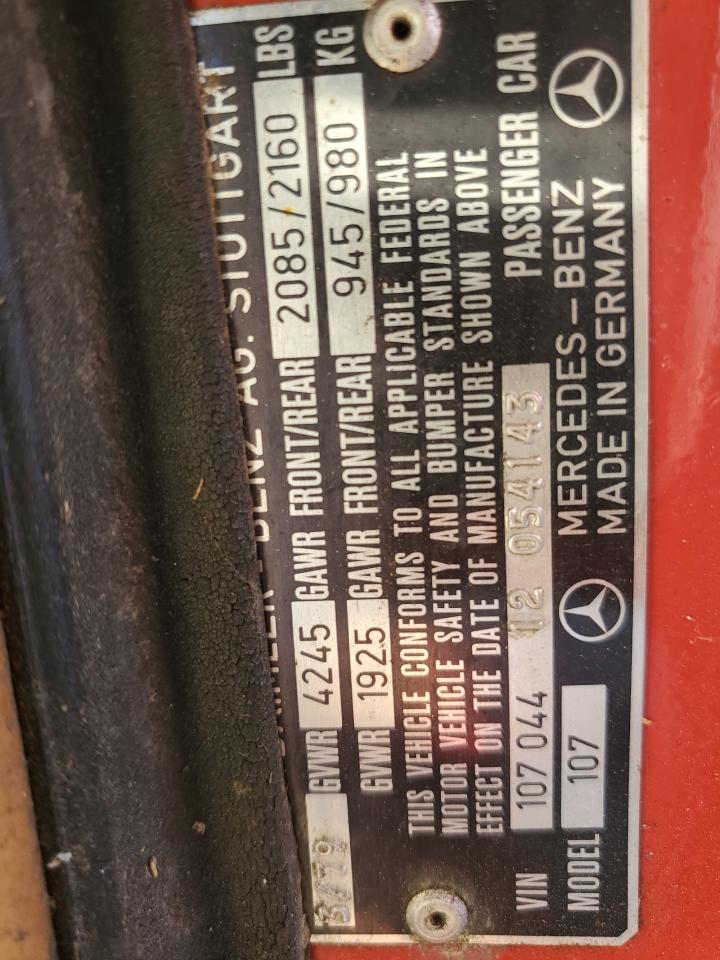 BENZ AG. STUTTGART
3/79 GVWR 4245 GAWR FRONT/REAR 2085/2160 LBS
GVWR 1925 GAWR FRONT/REAR 945/980 KG
THIS VEHICLE CONFORMS TO ALL APPLICABLE FEDERAL
MOTOR VEHICLE SAFETY AND BUMPER STANDARDS IN
EFFECT ON THE DATE OF MANUFACTURE SHOWN ABOVE
VIN 107 044 12 054143 PASSENGER CAR
MODEL 107 MERCEDES-BENZ
MADE IN GERMANY